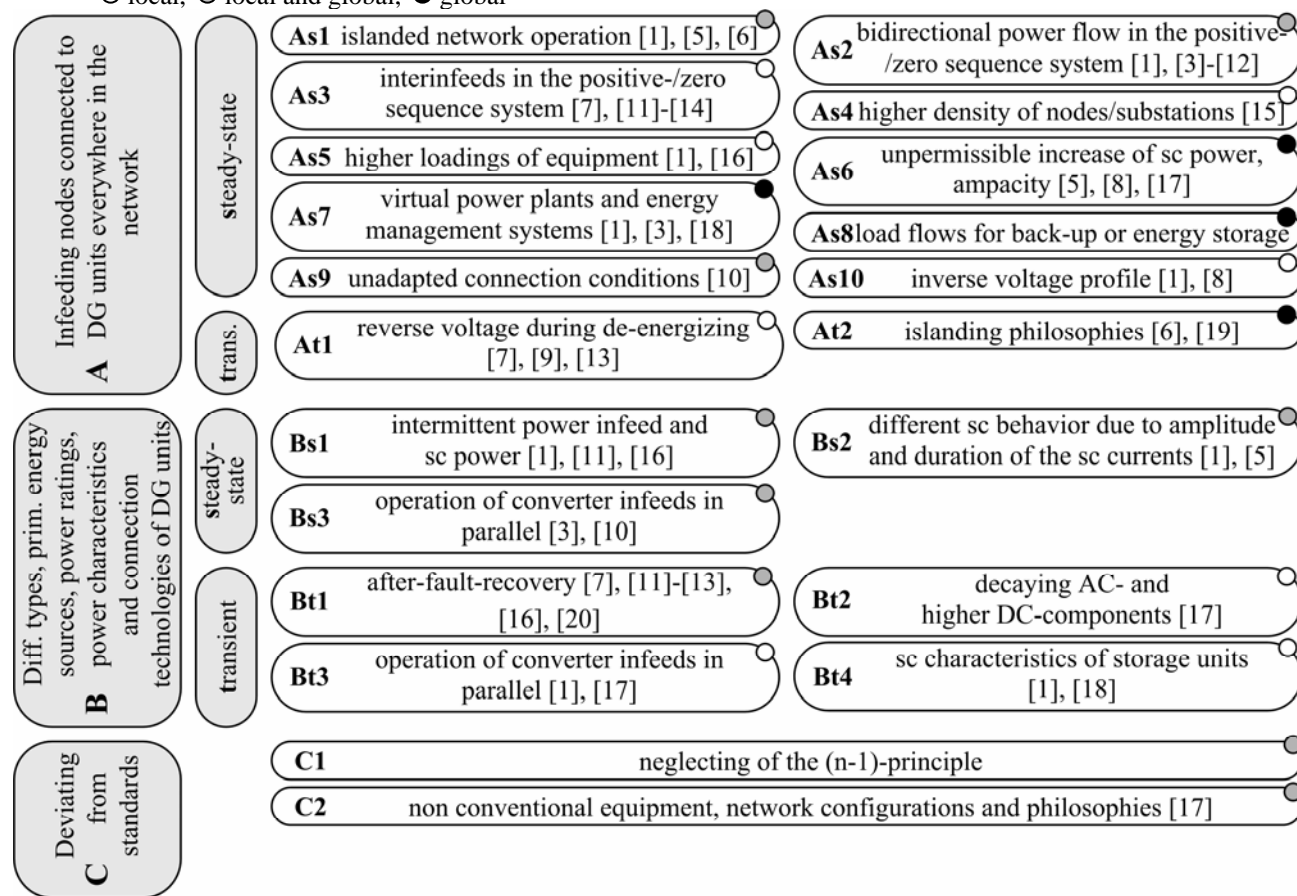 local, local and global, global
Infeeding nodes connected to
A DG units everywhere in the
network
steady-state
As1 islanded network operation [1], [5], [6]
As2 bidirectional power flow in the positive-
/zero sequence system [1], [3]-[12]
As3 interinfeeds in the positive-/zero
sequence system [7], [11]-[14]
As4 higher density of nodes/substations [15]
As5 higher loadings of equipment [1], [16]
As6 unpermissible increase of sc power,
ampacity [5], [8], [17]
As7 virtual power plants and energy
management systems [1], [3], [18]
As8 load flows for back-up or energy storage
As9 unadapted connection conditions [10]
As10 inverse voltage profile [1], [8]
trans.
At1 reverse voltage during de-energizing
[7], [9], [13]
At2 islanding philosophies [6], [19]
Diff. types, prim. energy
sources, power ratings,
B power characteristics
and connection
technologies of DG units
steady-
state
Bs1 intermittent power infeed and
sc power [1], [11], [16]
Bs2 different sc behavior due to amplitude
and duration of the sc currents [1], [5]
Bs3 operation of converter infeeds in
parallel [3], [10]
transient
Bt1 after-fault-recovery [7], [11]-[13],
[16], [20]
Bt2 decaying AC- and
higher DC-components [17]
Bt3 operation of converter infeeds in
parallel [1], [17]
Bt4 sc characteristics of storage units
[1], [18]
Deviating
C from
standards
C1 neglecting of the (n-1)-principle
C2 non conventional equipment, network configurations and philosophies [17]